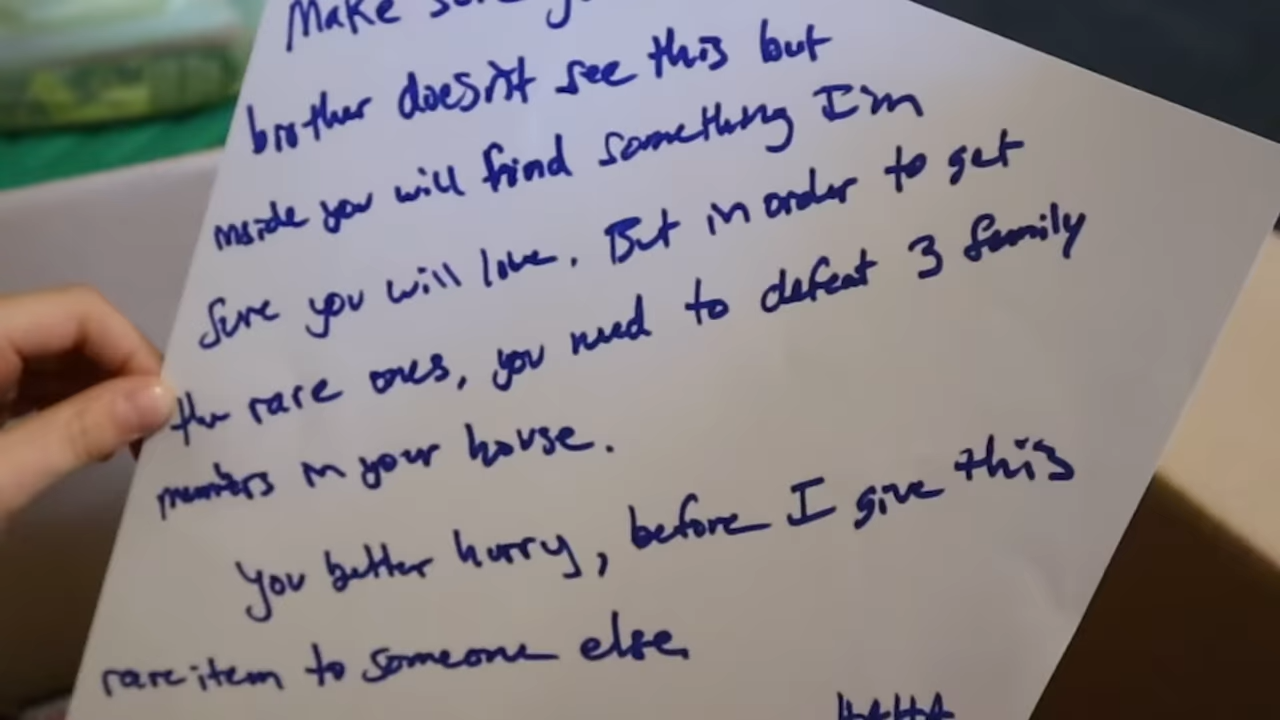 Make sure
brother doesn't see this but
inside you will find something I'm
sure you will love. But in order to get
the rare ones, you need to defeat 3 family
members in your house.
You better hurry, before I give this
rare item to someone else.
HAHA